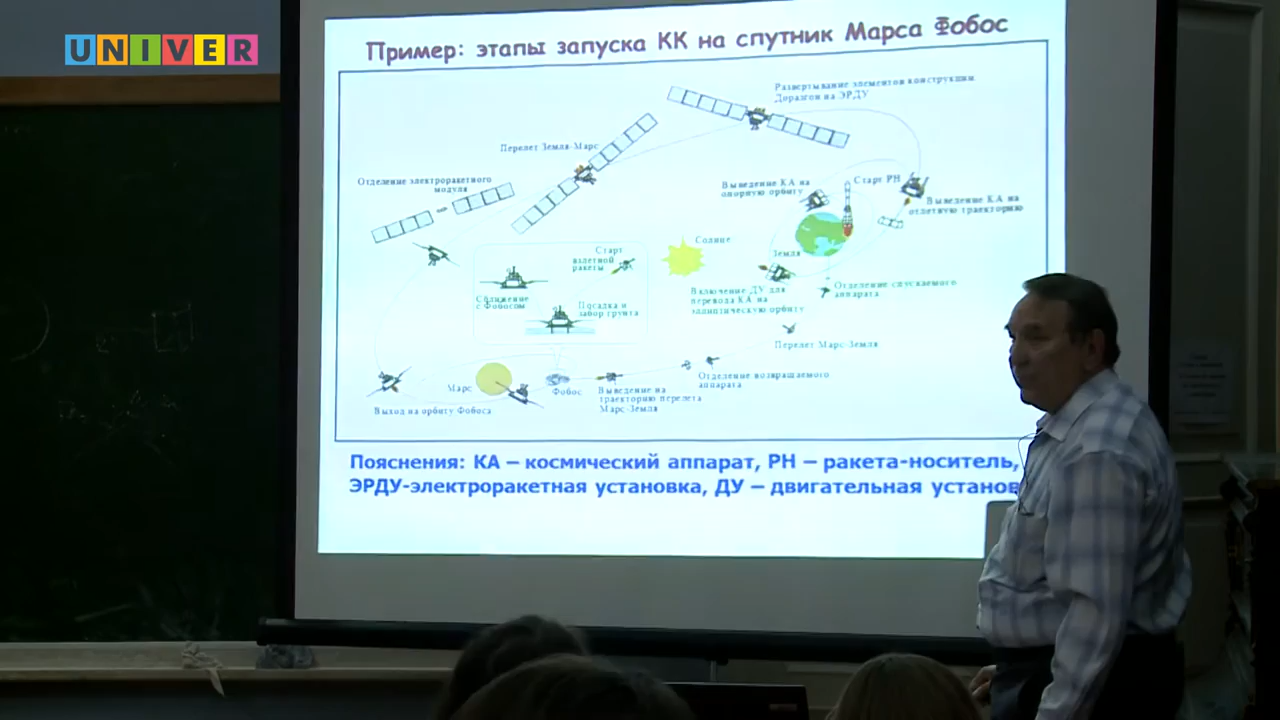 UNIVER
Пример: этапы запуска КК на спутник Марса Фобос
Развертывание элементов конструкции.
Доразгон на ЭРДУ
Перелет Земля-Марс
Отделение электроракетного
модуля
Выведение КА на
опорную орбиту
Старт РН
Выведение КА на
отлетную траекторию
Солнце
Старт
взлетной
ракеты
Земля
Сближение
с Фобосом
Посадка и
забор грунта
Включение ДУ для
перевода КА на
эллиптическую орбиту
Отделение спускаемого
аппарата
Перелет Марс-Земля
Отделение возвращаемого
аппарата
Марс
Фобос
Выведение на
траекторию перелета
Марс-Земля
Выход на орбиту Фобоса
Пояснения: КА – космический аппарат, РН – ракета-носитель,
ЭРДУ-электроракетная установка, ДУ – двигательная установ